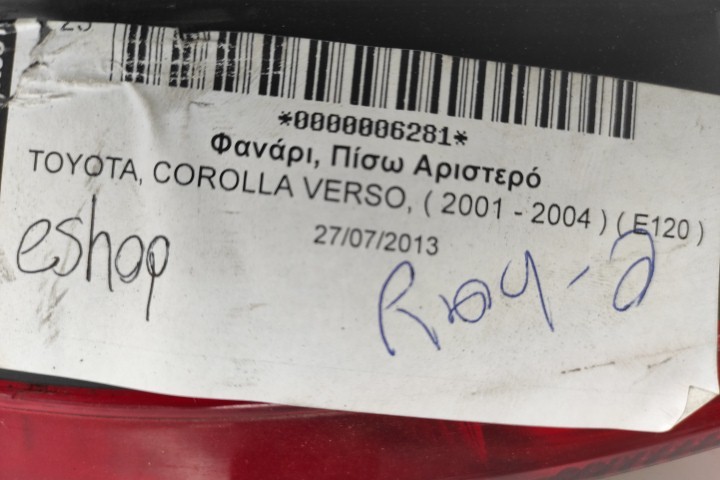 *0000006281*
Φανάρι, Πίσω Αριστερό
TOYOTA, COROLLA VERSO, ( 2001 - 2004 ) ( E120 )
27/07/2013
eshop